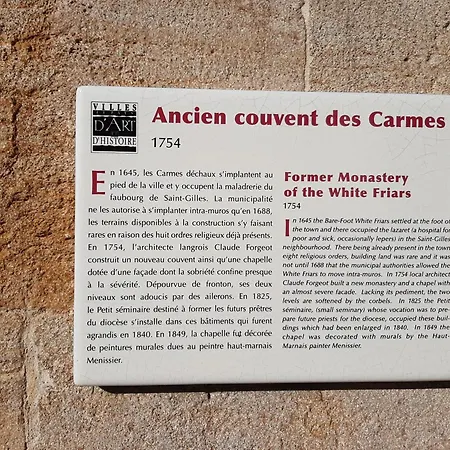 VILLES
D'ART
D'HISTOIRE
Ancien couvent des Carmes
1754
En 1645, les Carmes déchaux s'implantent au
pied de la ville et y occupent la maladrerie du
faubourg de Saint-Gilles. La municipalité
ne les autorise à s'implanter intra-muros qu'en 1688,
les terrains disponibles à la construction s'y faisant
rares en raison des huit ordres religieux déjà présents.
En 1754, l'architecte langrois Claude Forgeot
construit un nouveau couvent ainsi qu'une chapelle
dotée d'une façade dont la sobriété confine presque
à la sévérité. Dépourvue de fronton, ses deux
niveaux sont adoucis par des ailerons. En 1825,
le Petit séminaire destiné à former les futurs prêtres
du diocèse s'installe dans ces bâtiments qui furent
agrandis en 1840. En 1849, la chapelle fut décorée
de peintures murales dues au peintre haut-marnais
Menissier.
Former Monastery
of the White Friars
1754
In 1645 the Bare-Foot White Friars settled at the foot of
the town and there occupied the lazaret (a hospital for
poor and sick, occasionally lepers) in the Saint-Gilles
neighbourhood. There being already present in the town
eight religious orders, building land was rare and it was
not until 1688 that the municipal authorities allowed the
White Friars to move intra-muros. In 1754 local architect
Claude Forgeot built a new monastery and a chapel with
an almost severe façade. Lacking its pediment, the two
levels are softened by the corbels. In 1825 the Petit
séminaire, (small seminary) whose vocation was to pre-
pare future priests for the diocese, occupied these buil-
dings which had been enlarged in 1840. In 1849 the
chapel was decorated with murals by the Haut-
Marnais painter Menissier.